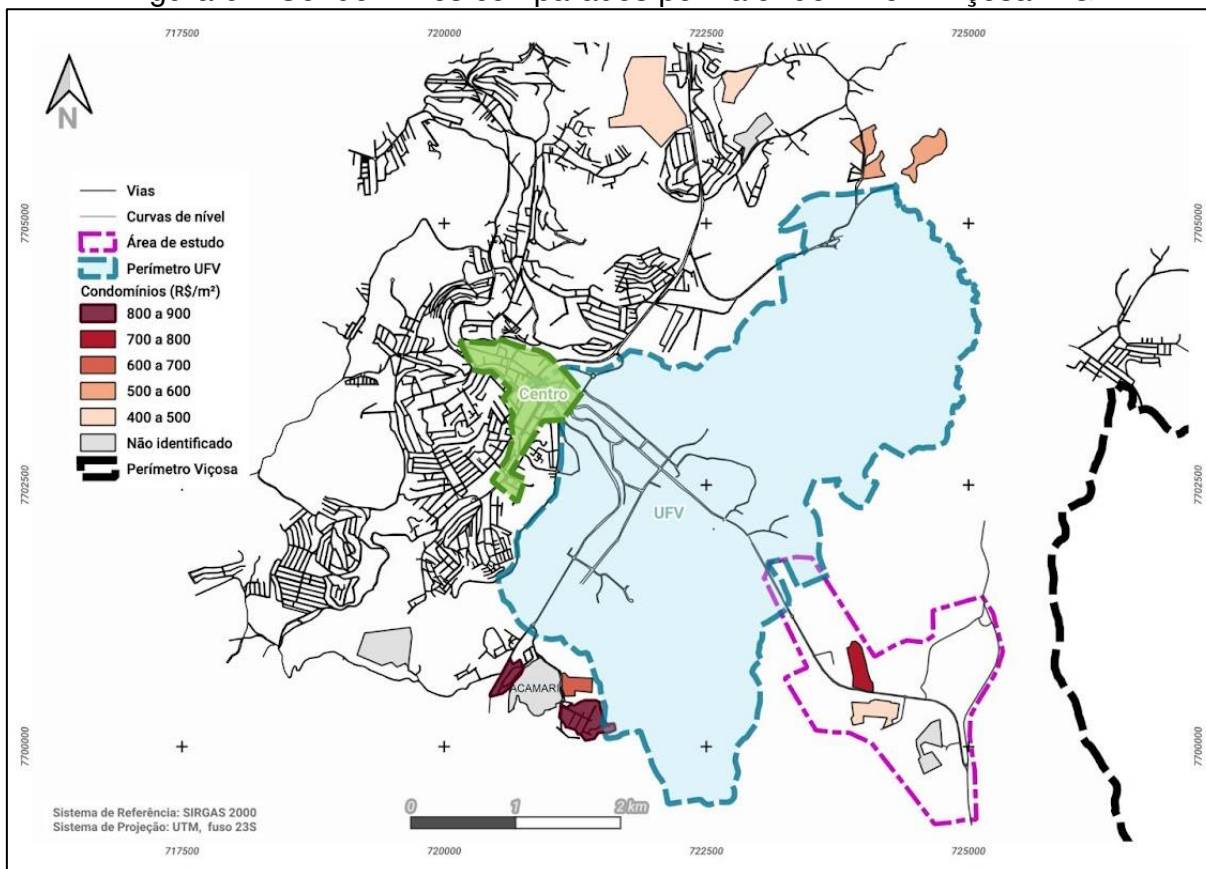 717500 720000 722500 725000
N
7705000
7705000
Vias
Curvas de nível
Área de estudo
Perímetro UFV
Condomínios (R$/m²)
800 a 900
700 a 800
600 a 700
500 a 600
400 a 500
Não identificado
Perímetro Viçosa
Centro
7702500
7702500
UFV
ACAMARI
7700000
7700000
Sistema de Referência: SIRGAS 2000
Sistema de Projeção: UTM, fuso 23S
0 1 2 km
717500 720000 722500 725000